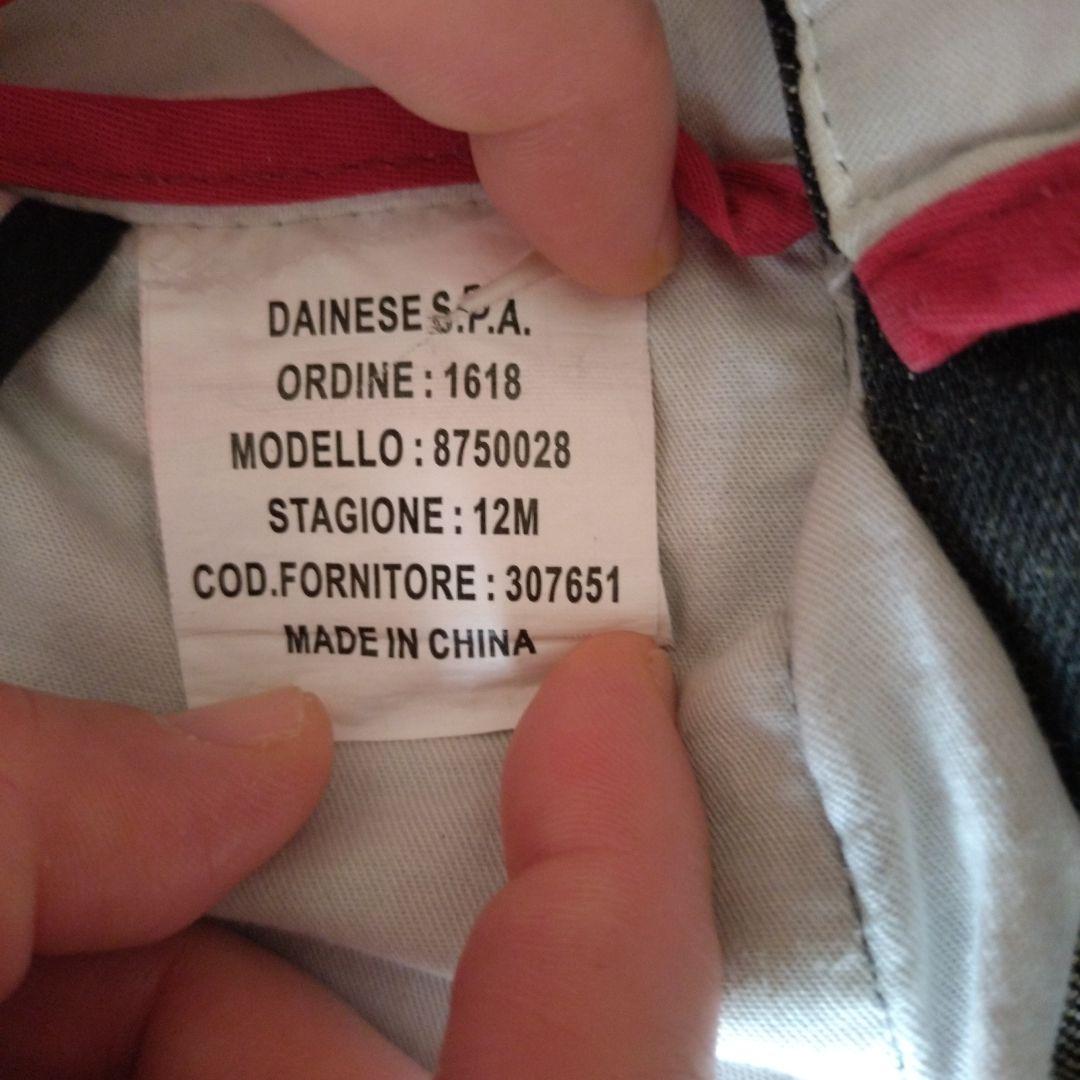 DAINESE S.P.A.
ORDINE : 1618
MODELLO : 8750028
STAGIONE : 12M
COD.FORNITORE : 307651
MADE IN CHINA